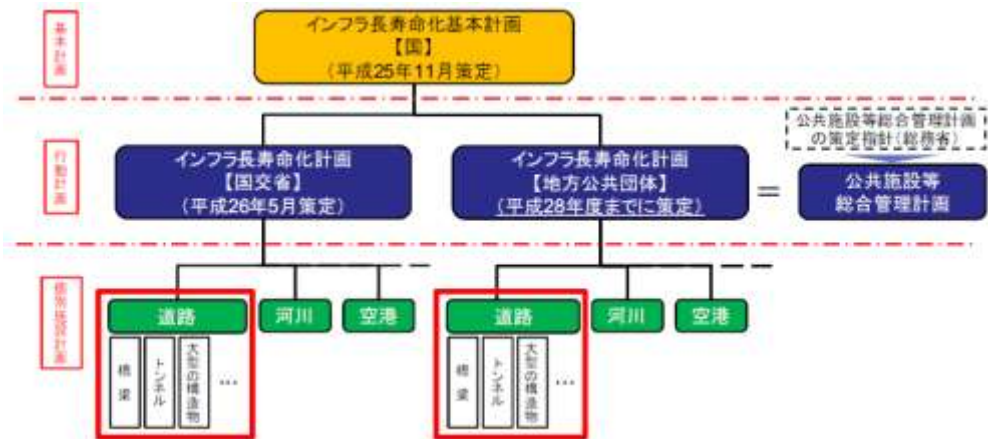 基本計画
インフラ長寿命化基本計画
【国】
(平成25年11月策定)
行動計画
インフラ長寿命化計画
【国交省】
(平成26年5月策定)
インフラ長寿命化計画
【地方公共団体】
(平成28年度までに策定)
=
公共施設等総合管理計画
の策定指針(総務省)
公共施設等
総合管理計画
個別施設計画
道路
河川
空港
橋梁
トンネル
大型の構造物
…
道路
河川
空港
橋梁
トンネル
大型の構造物
…